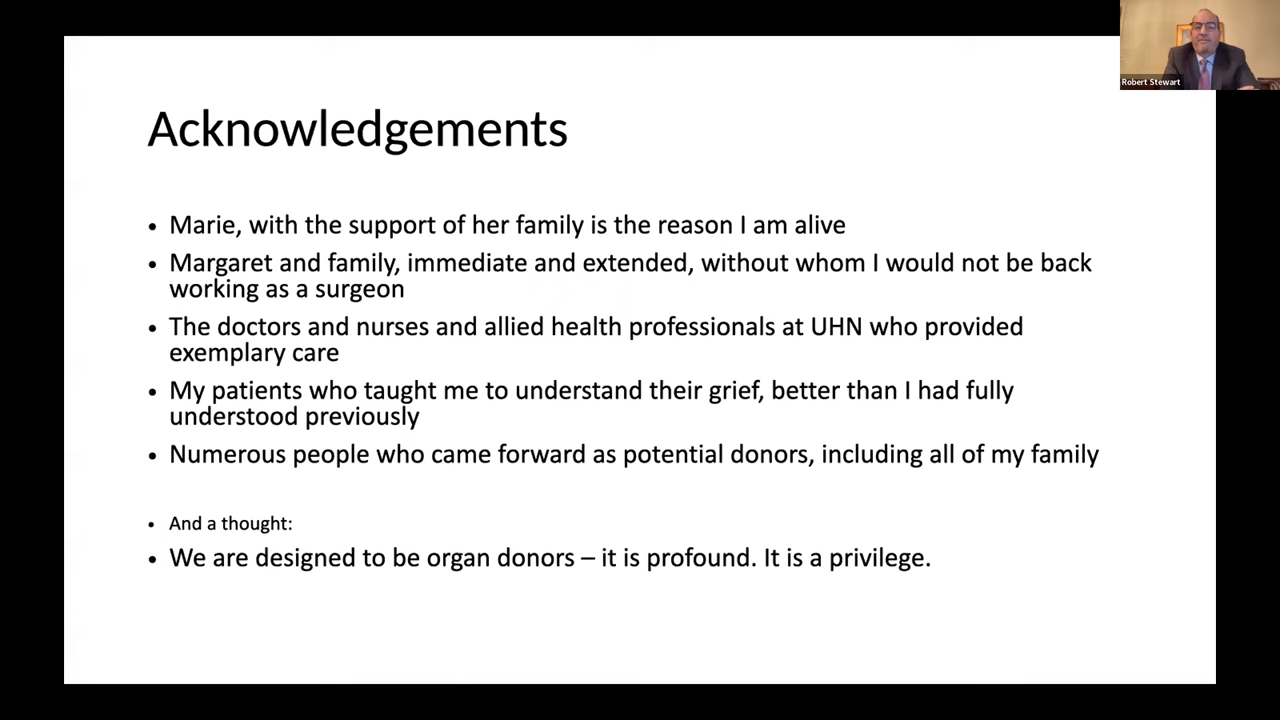 Robert Stewart
Acknowledgements
• Marie, with the support of her family is the reason I am alive
• Margaret and family, immediate and extended, without whom I would not be back
working as a surgeon
• The doctors and nurses and allied health professionals at UHN who provided
exemplary care
• My patients who taught me to understand their grief, better than I had fully
understood previously
• Numerous people who came forward as potential donors, including all of my family
• And a thought:
• We are designed to be organ donors – it is profound. It is a privilege.